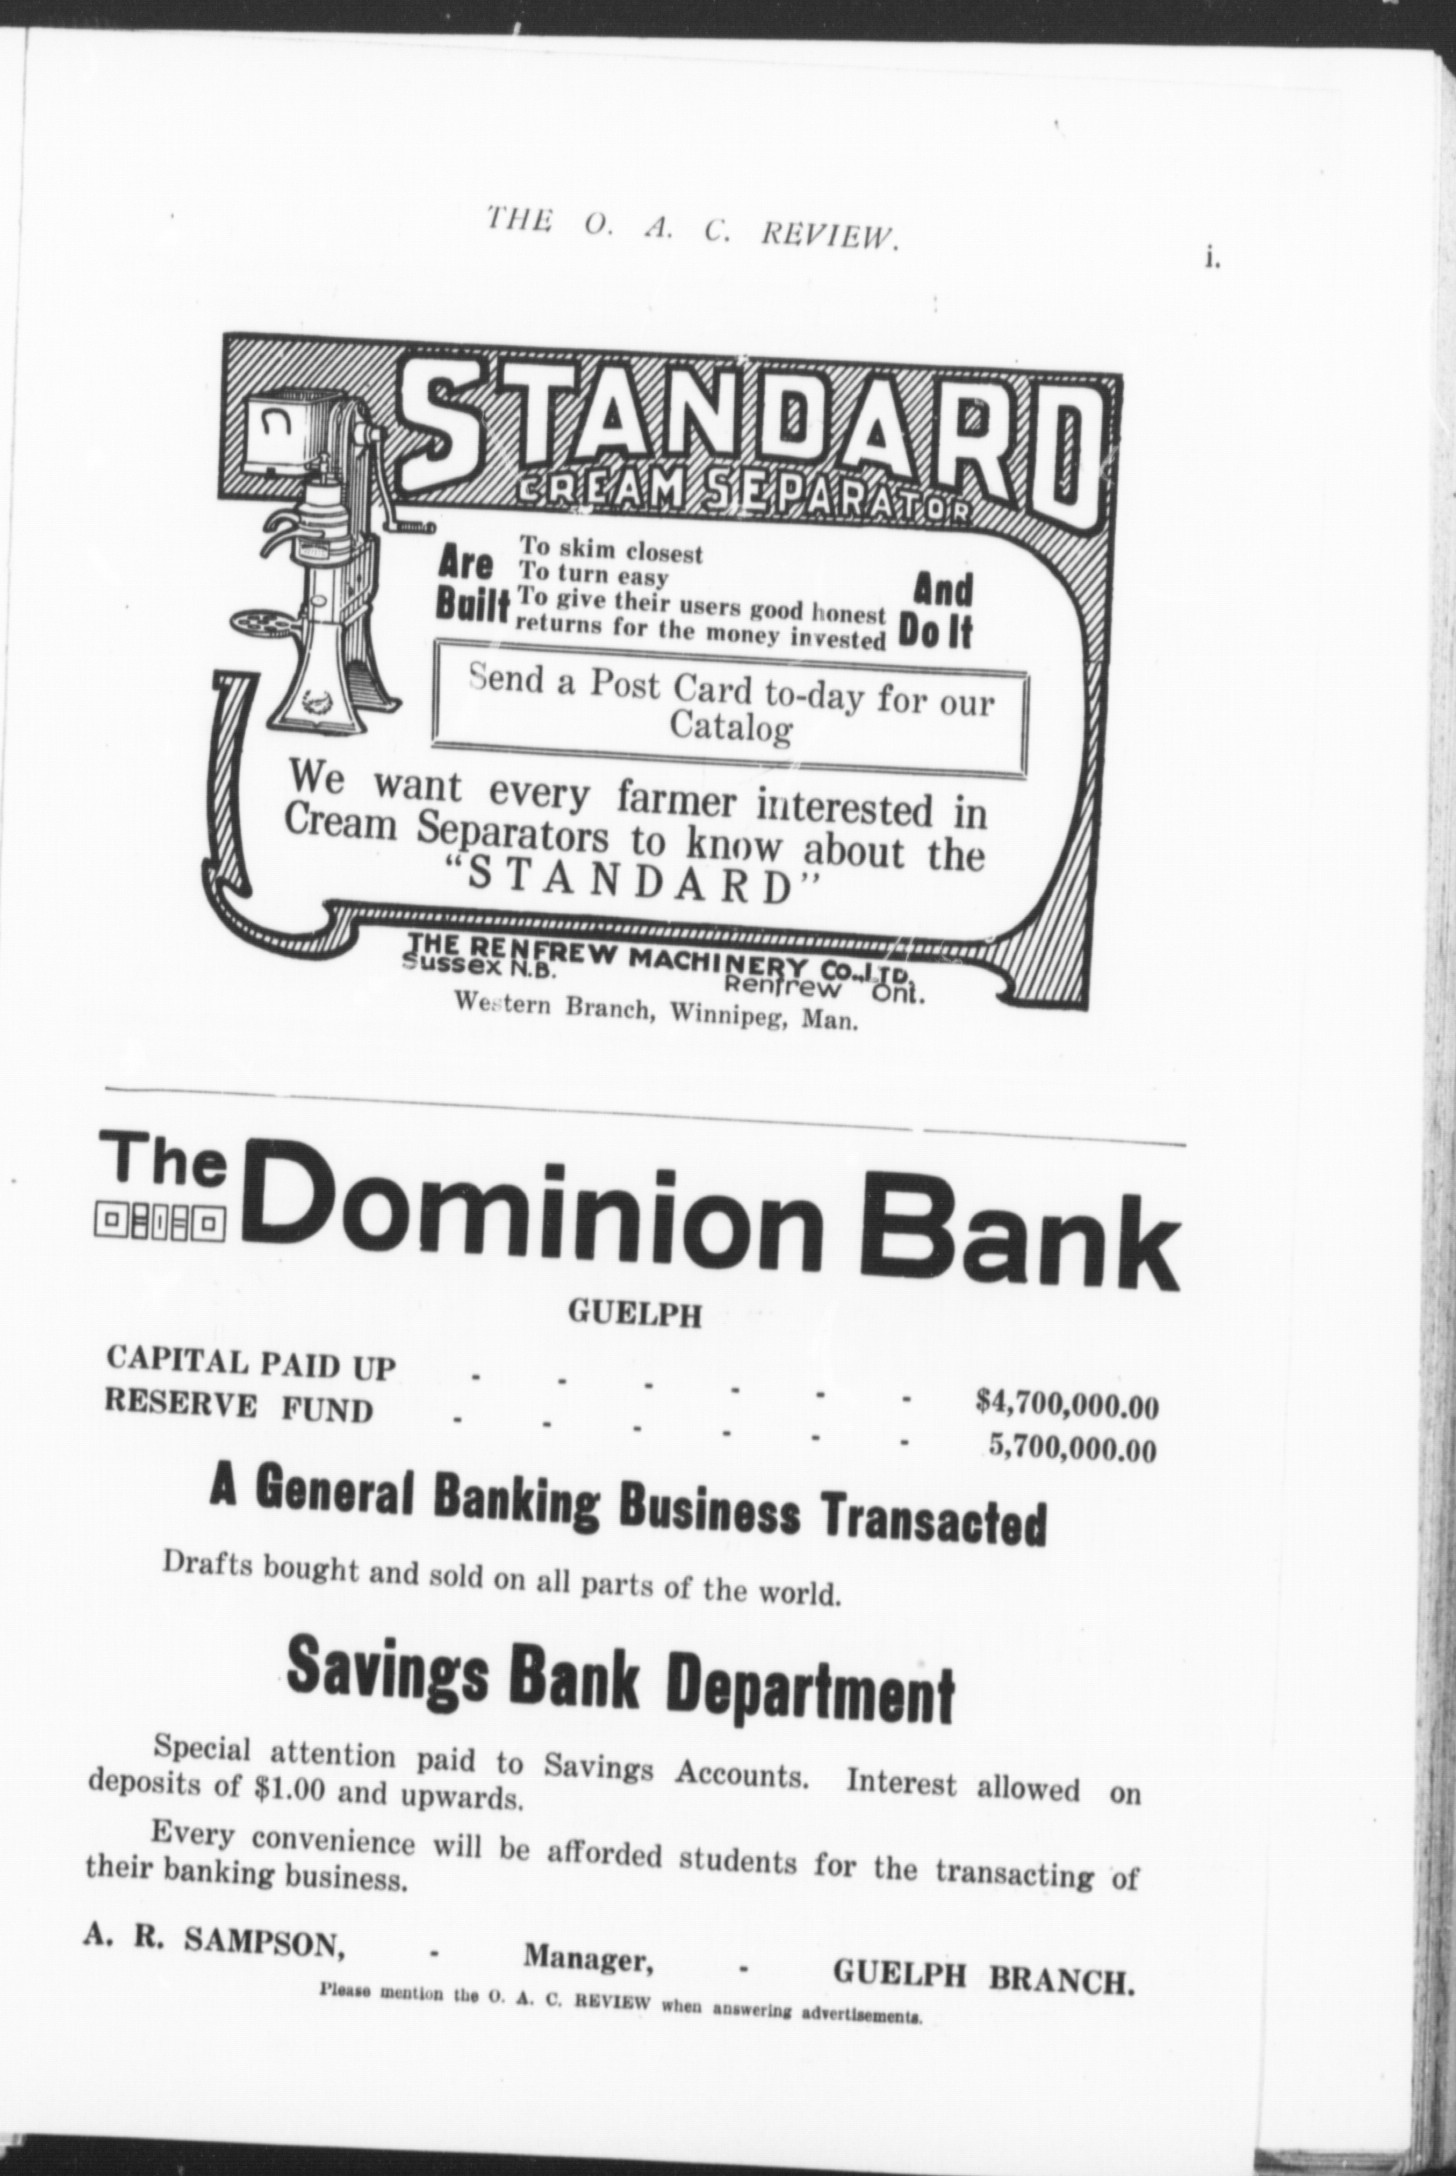 THE O. A. C. REVIEW.
i.
STANDARD
CREAM SEPARATOR
Are Built
To skim closest
To turn easy
To give their users good honest
returns for the money invested
And Do It
Send a Post Card to-day for our
Catalog
We want every farmer interested in
Cream Separators to know about the
"STANDARD"
THE RENFREW MACHINERY CO., LTD.
Sussex N.B. Renfrew Ont.
Western Branch, Winnipeg, Man.
The Dominion Bank
GUELPH
CAPITAL PAID UP - - - - - - $4,700,000.00
RESERVE FUND - - - - - - 5,700,000.00
A General Banking Business Transacted
Drafts bought and sold on all parts of the world.
Savings Bank Department
Special attention paid to Savings Accounts. Interest allowed on
deposits of $1.00 and upwards.
Every convenience will be afforded students for the transacting of
their banking business.
A. R. SAMPSON, - Manager, - GUELPH BRANCH.
Please mention the O. A. C. REVIEW when answering advertisements.